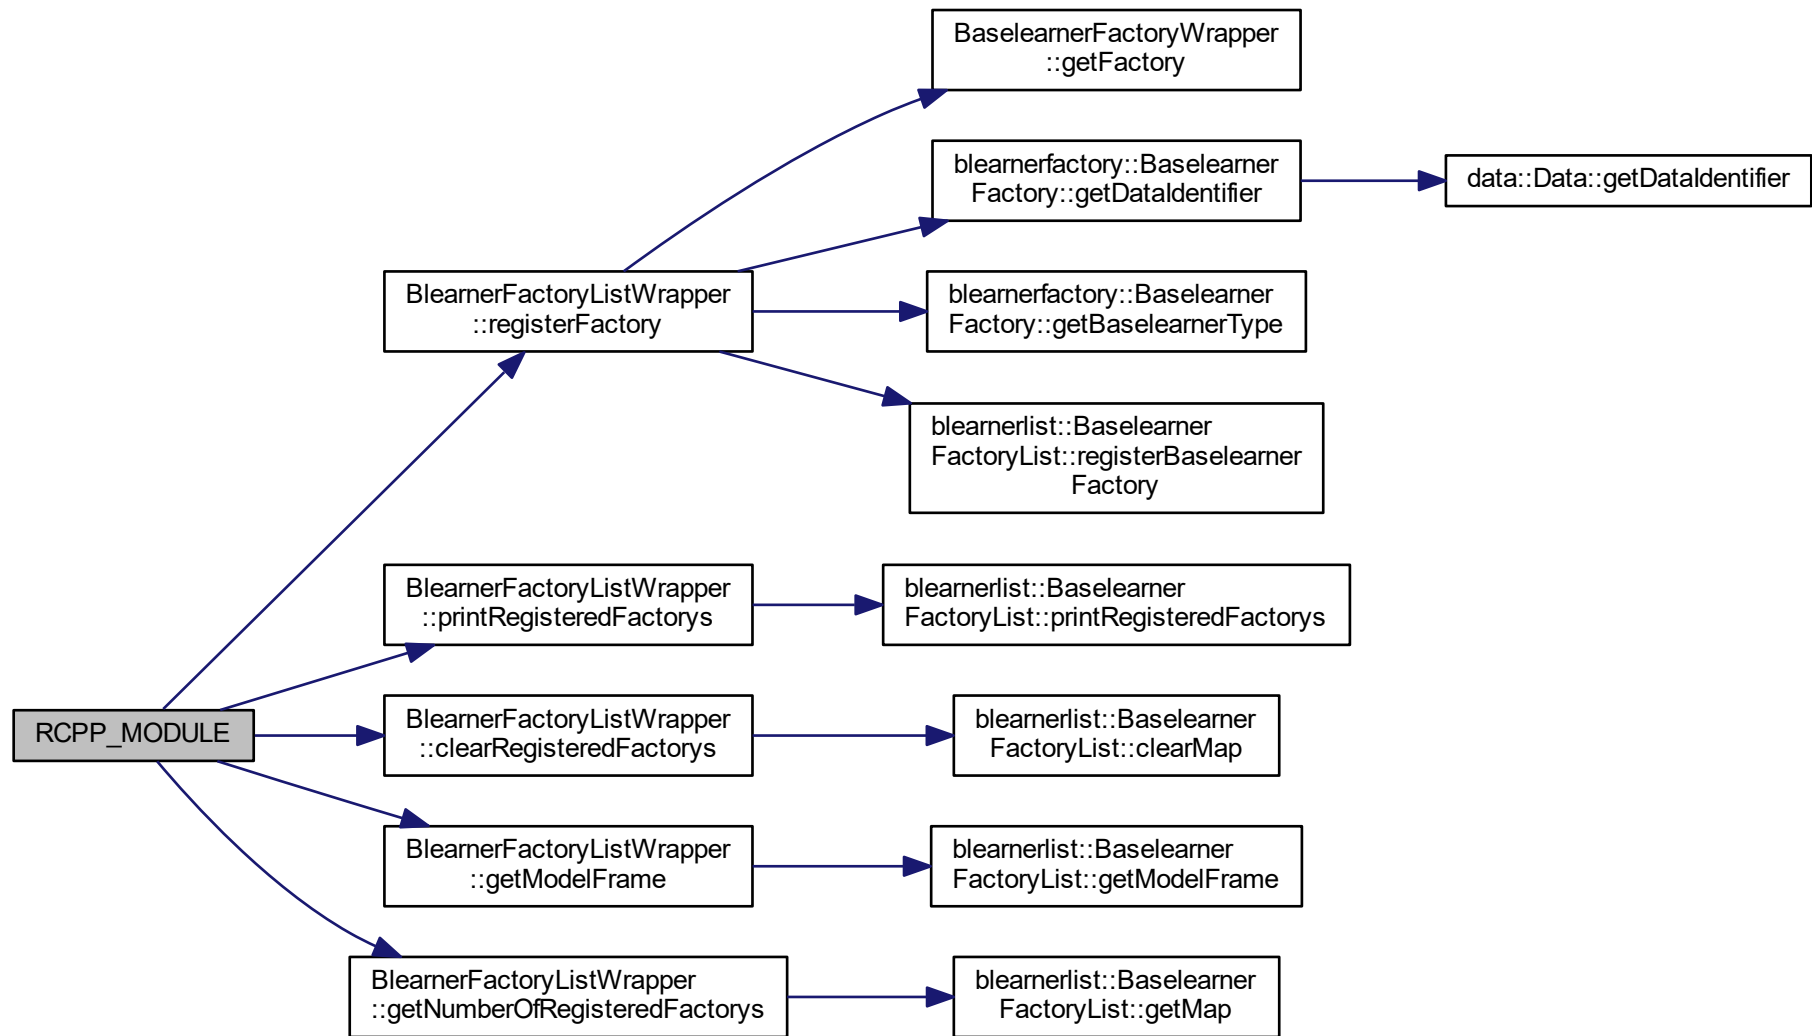 BaselearnerFactoryWrapper
::getFactory
blearnerfactory::Baselearner
Factory::getDataIdentifier
data::Data::getDataIdentifier
BlearnerFactoryListWrapper
::registerFactory
blearnerfactory::Baselearner
Factory::getBaselearnerType
blearnerlist::Baselearner
FactoryList::registerBaselearner
Factory
BlearnerFactoryListWrapper
::printRegisteredFactorys
blearnerlist::Baselearner
FactoryList::printRegisteredFactorys
RCPP_MODULE
BlearnerFactoryListWrapper
::clearRegisteredFactorys
blearnerlist::Baselearner
FactoryList::clearMap
BlearnerFactoryListWrapper
::getModelFrame
blearnerlist::Baselearner
FactoryList::getModelFrame
BlearnerFactoryListWrapper
::getNumberOfRegisteredFactorys
blearnerlist::Baselearner
FactoryList::getMap